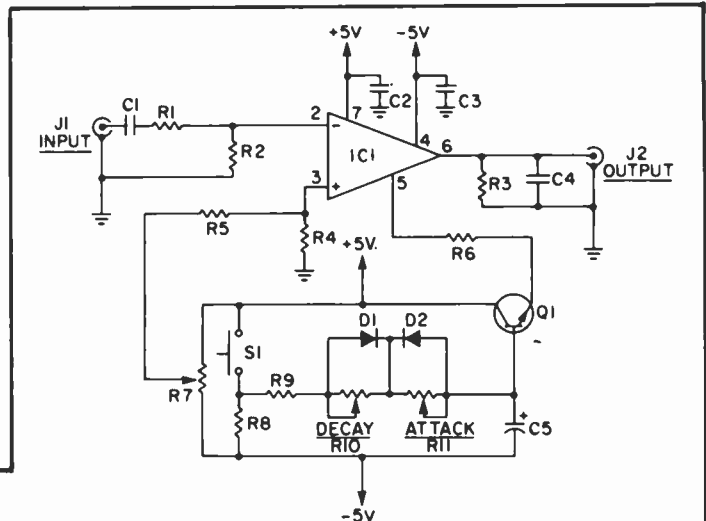 +5V
-5V
C2
C3
J1
INPUT
C1
R1
2
7
-
R2
IC1
4
6
3
+
5
R3
C4
J2
OUTPUT
R5
R4
+5V.
R6
Q1
D1
D2
-
S1
R7
R9
R8
DECAY
R10
ATTACK
R11
+
C5
-5V